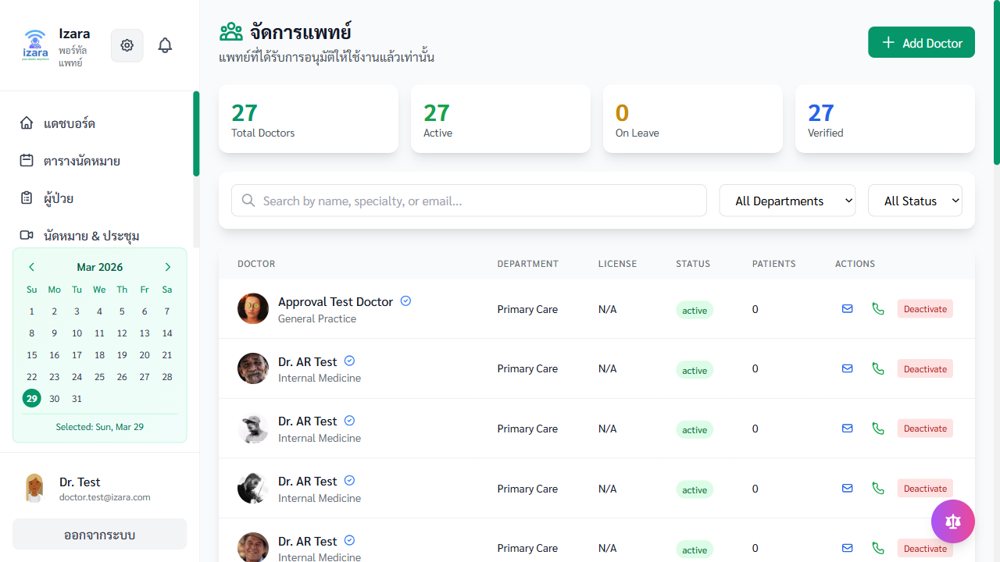 izara
Izara
พอร์ทัล
แพทย์
แดชบอร์ด
ตารางนัดหมาย
ผู้ป่วย
นัดหมาย & ประชุม
Mar 2026
Su Mo Tu We Th Fr Sa
1 2 3 4 5 6 7
8 9 10 11 12 13 14
15 16 17 18 19 20 21
22 23 24 25 26 27 28
29 30 31
Selected: Sun, Mar 29
Dr. Test
doctor.test@izara.com
ออกจากระบบ
จัดการแพทย์
แพทย์ที่ได้รับการอนุมัติให้ใช้งานแล้วเท่านั้น
Add Doctor
27
Total Doctors
27
Active
0
On Leave
27
Verified
Search by name, specialty, or email...
All Departments
All Status
DOCTOR DEPARTMENT LICENSE STATUS PATIENTS ACTIONS
Approval Test Doctor
General Practice
Primary Care N/A active 0 Deactivate
Dr. AR Test
Internal Medicine
Primary Care N/A active 0 Deactivate
Dr. AR Test
Internal Medicine
Primary Care N/A active 0 Deactivate
Dr. AR Test
Internal Medicine
Primary Care N/A active 0 Deactivate
Dr. AR Test
Internal Medicine
Primary Care N/A active 0 Deactivate